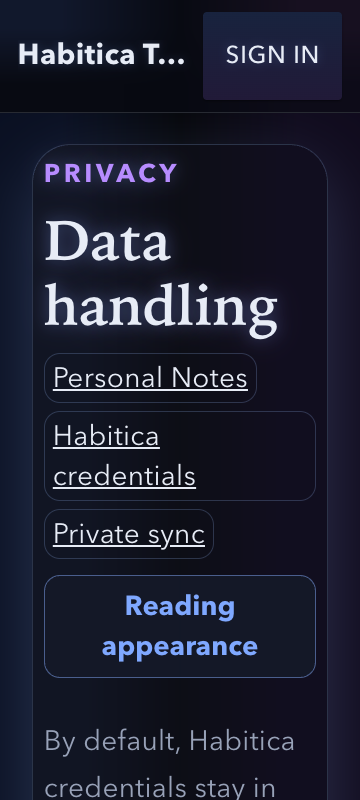 Habitica T...
SIGN IN
PRIVACY
Data
handling
Personal Notes
Habitica
credentials
Private sync
Reading
appearance
By default, Habitica
credentials stay in